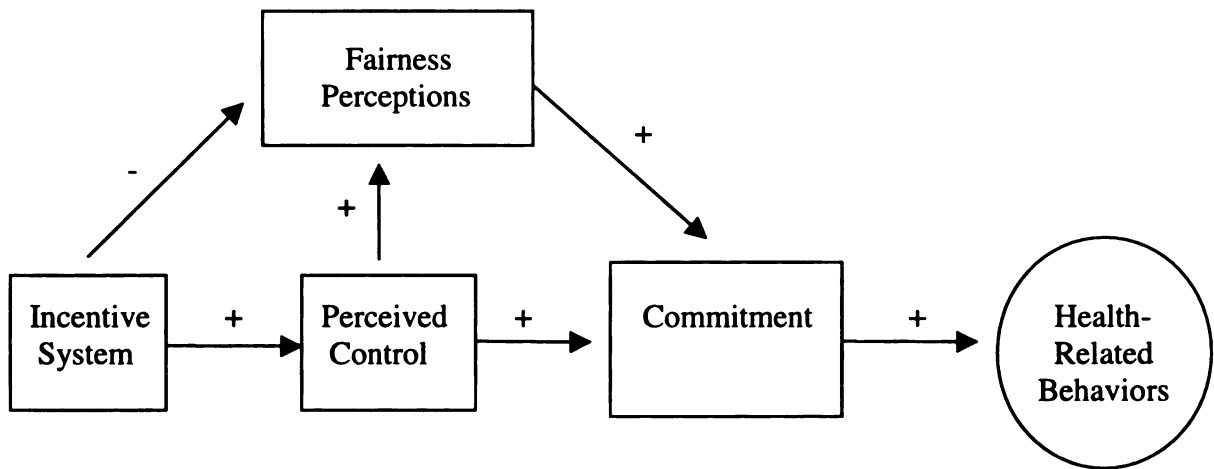 Fairness
Perceptions
+
-
+
Incentive
System
+
Perceived
Control
+
Commitment
+
Health-
Related
Behaviors